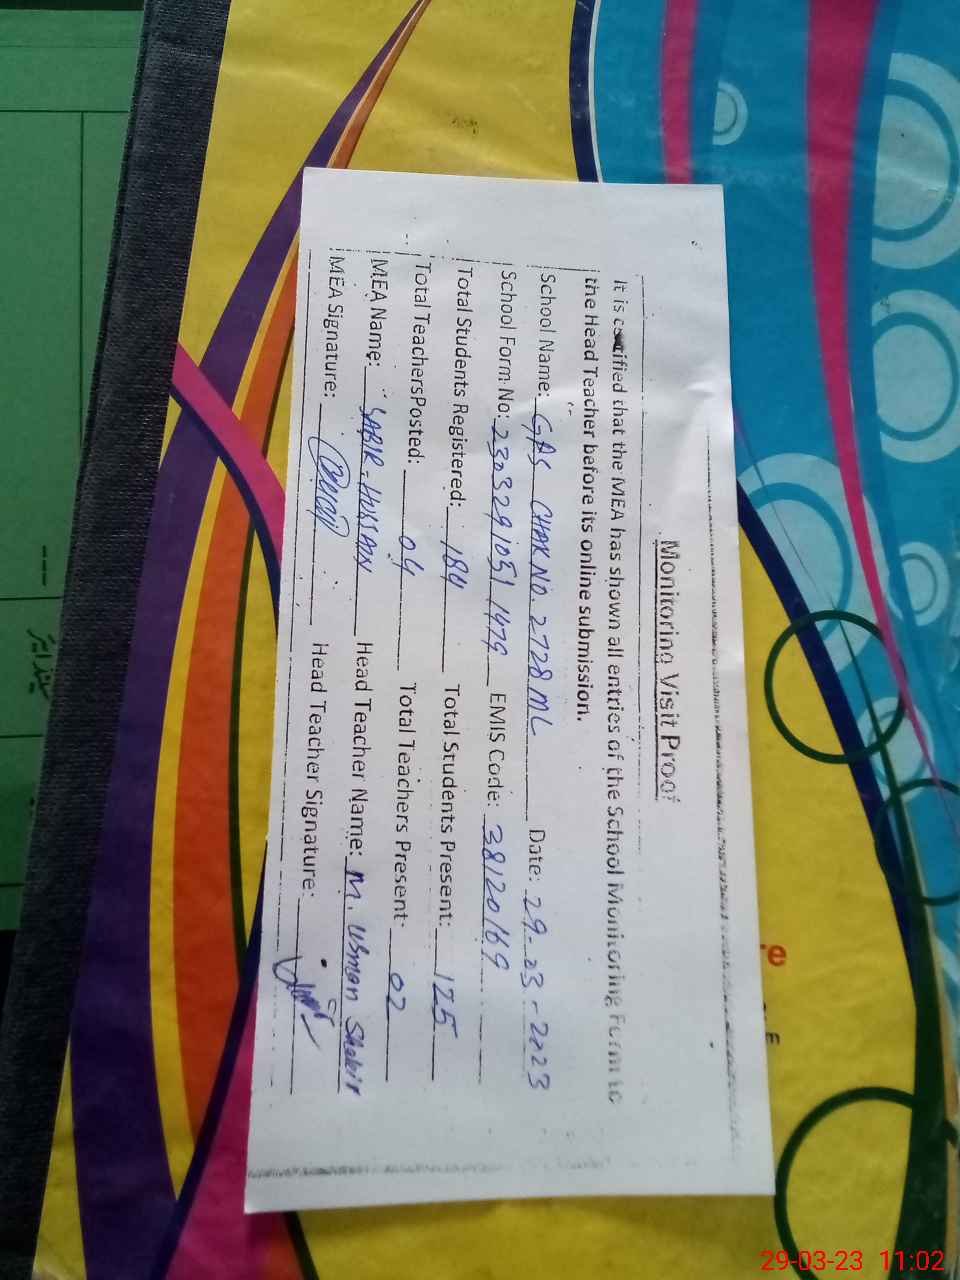 Monitoring Visit Proof
It is certified that the MEA has shown all entries of the School Monitoring Form to
the Head Teacher before its online submission.
School Name: GPS CHAK NO. 272B ML Date: 29-03-2023
School Form No: 230329 1051 1479 EMIS Code: 38120169
Total Students Registered: 184 Total Students Present: 125
Total TeachersPosted: 04 Total Teachers Present: 02
MEA Name: SABIR-HUSSAIN Head Teacher Name: M. Usman Shakir
MEA Signature: Head Teacher Signature:
29-03-23 11:02